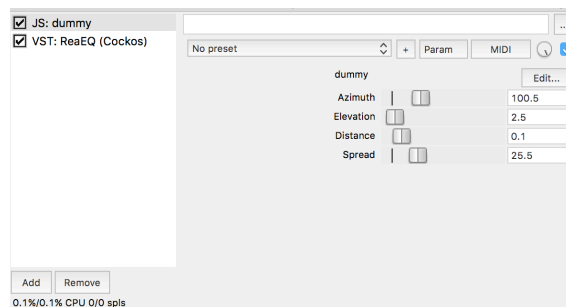 JS: dummy
VST: ReaEQ (Cockos)
...
No preset + Param MIDI
dummy
Edit...
Azimuth 100.5
Elevation 2.5
Distance 0.1
Spread 25.5
Add Remove
0.1%/0.1% CPU 0/0 spls